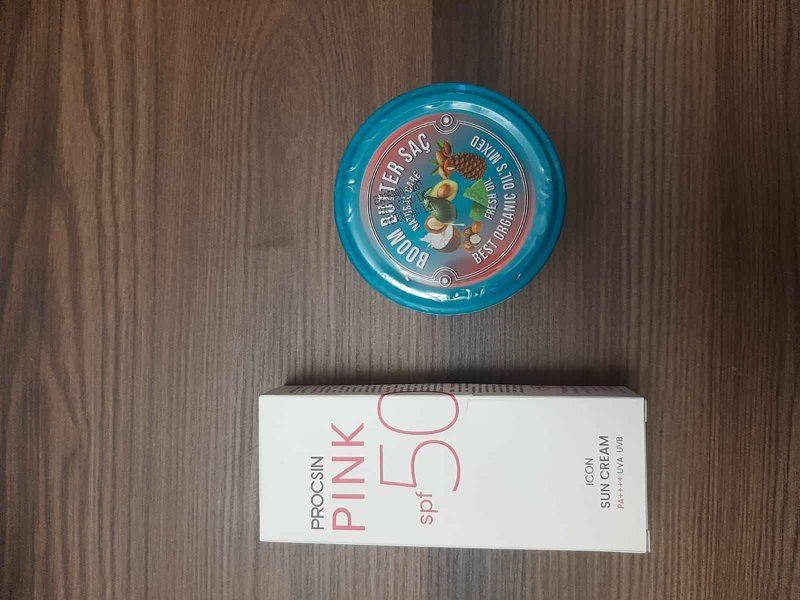 BOOM BUTTER SAÇ
NATURAL CARE
FRESH OIL
BEST ORGANIC OIL'S MIXED
PROCSIN
PINK
spf 50
ICON
SUN CREAM
PA++++ UVA UVB